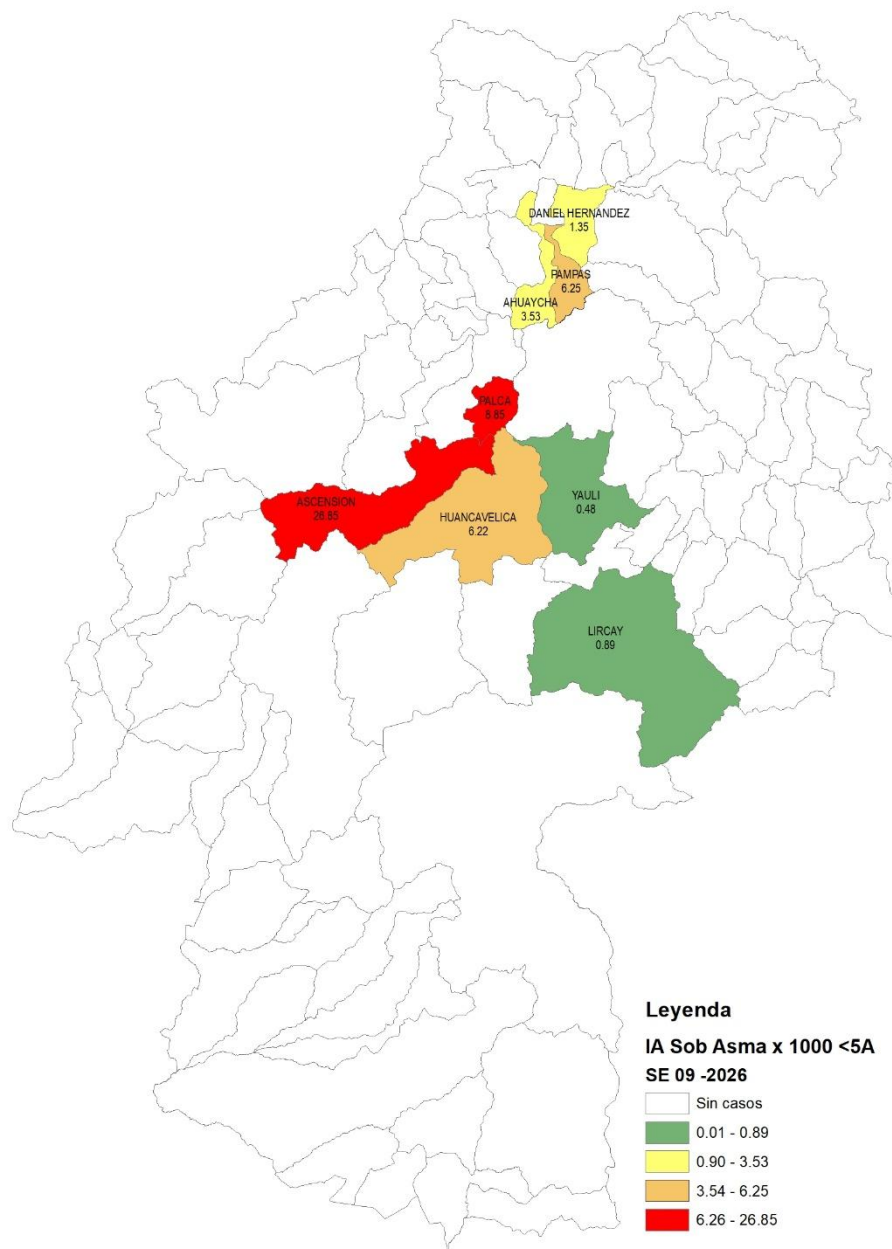 DANIEL HERNANDEZ
1.35
PAMPAS
6.25
AHUAYCHA
3.53
PALCA
8.85
ASCENSION
26.85
HUANCAVELICA
6.22
YAULI
0.48
LIRCAY
0.89
Leyenda
IA Sob Asma x 1000 <5A
SE 09 -2026
Sin casos
0.01 - 0.89
0.90 - 3.53
3.54 - 6.25
6.26 - 26.85